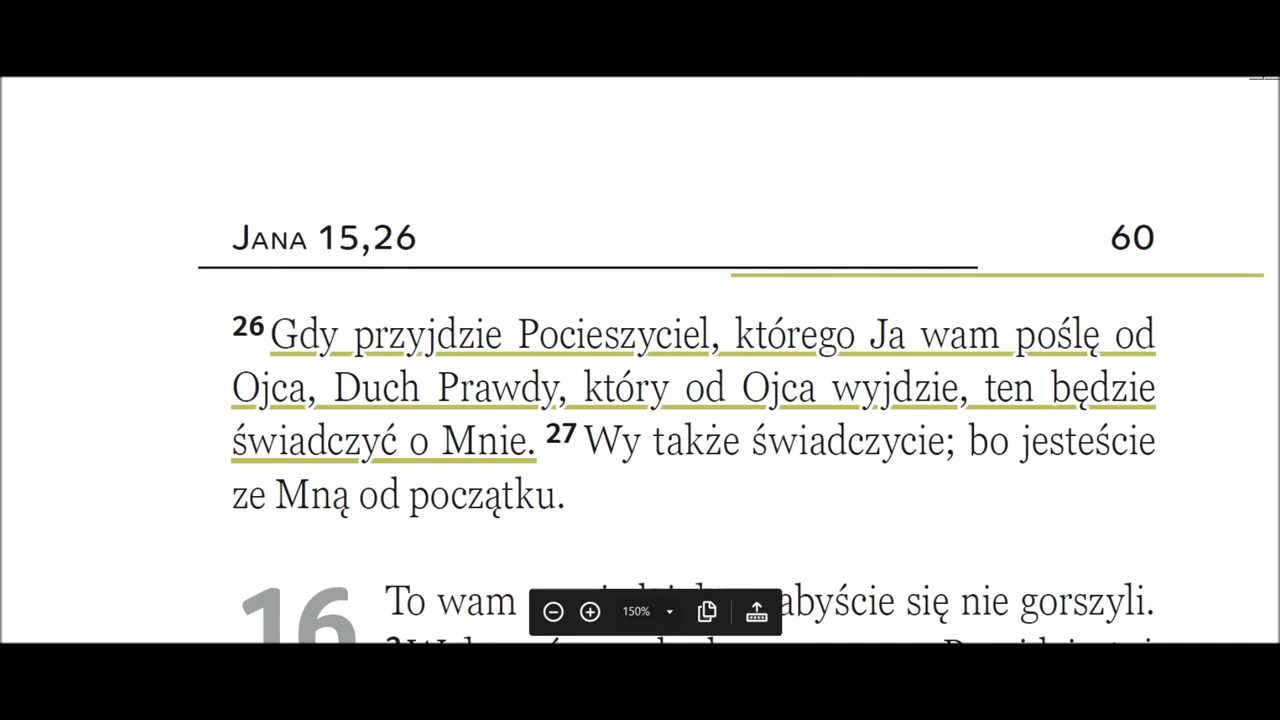 Jana 15,26 60
26 Gdy przyjdzie Pocieszyciel, którego Ja wam poślę od
Ojca, Duch Prawdy, który od Ojca wyjdzie, ten będzie
świadczyć o Mnie. 27 Wy także świadczycie; bo jesteście
ze Mną od początku.
16 To wam abyście się nie gorszyli.
150%